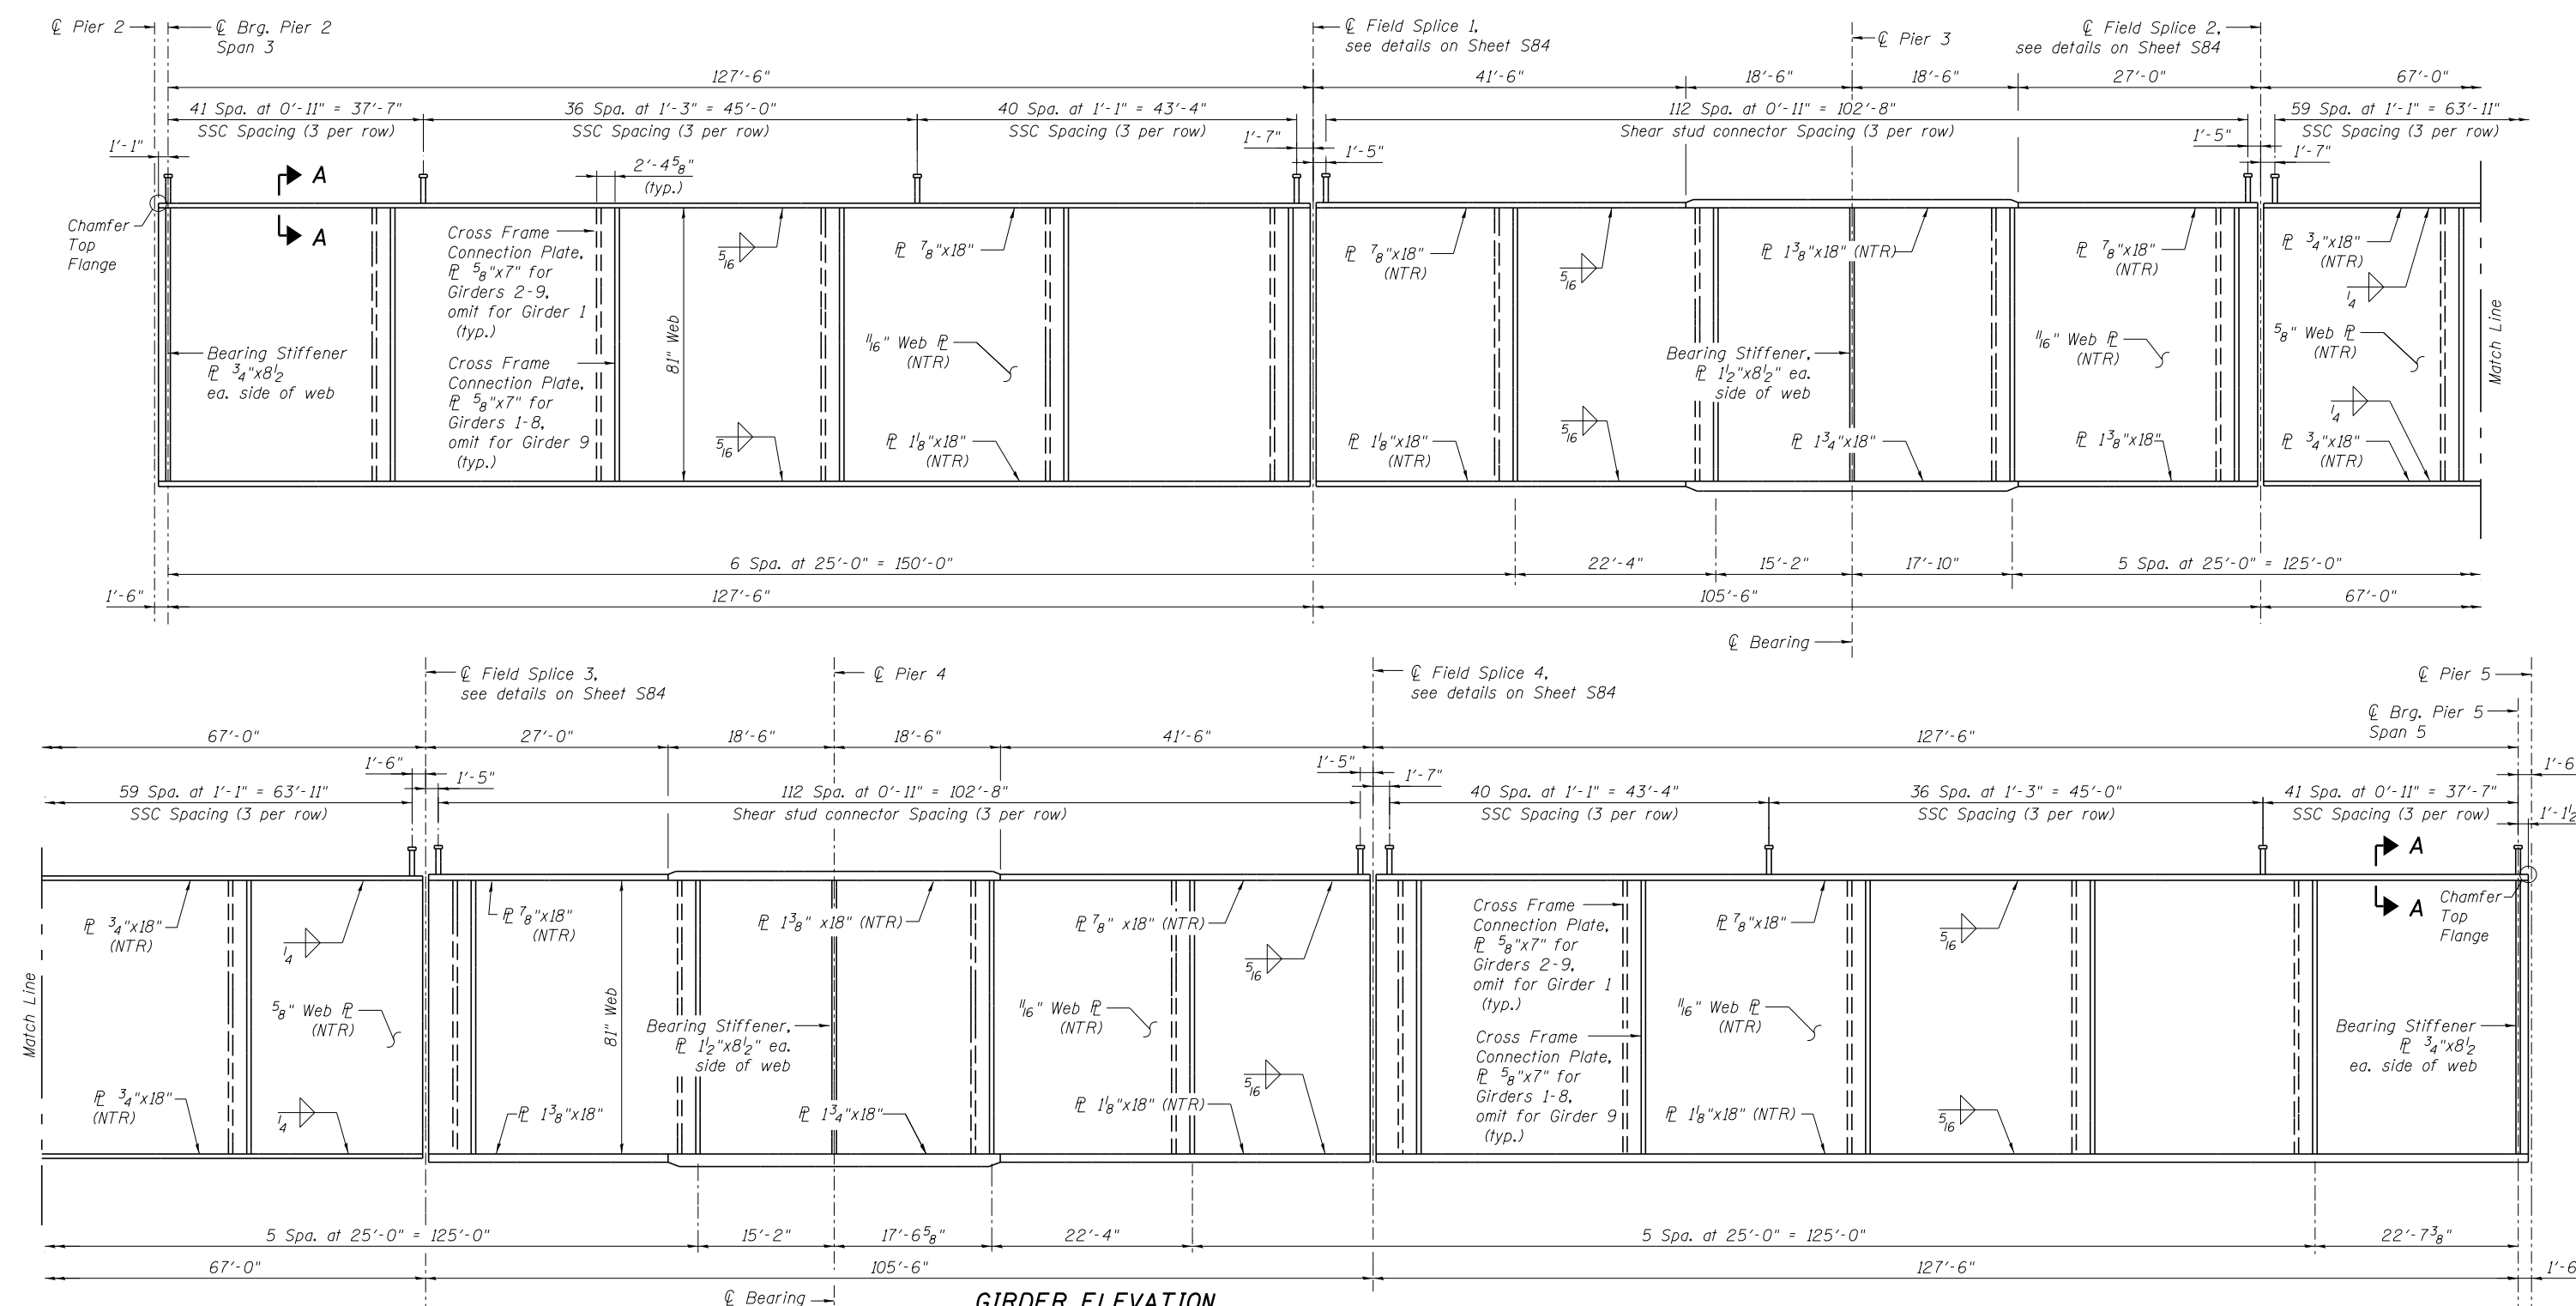 ℄ Pier 2
℄ Brg. Pier 2
Span 3
℄ Field Splice 1,
see details on Sheet S84
℄ Pier 3
℄ Field Splice 2,
see details on Sheet S84
127'-6"
41'-6"
18'-6"
18'-6"
27'-0"
67'-0"
41 Spa. at 0'-11" = 37'-7"
SSC Spacing (3 per row)
36 Spa. at 1'-3" = 45'-0"
SSC Spacing (3 per row)
40 Spa. at 1'-1" = 43'-4"
SSC Spacing (3 per row)
112 Spa. at 0'-11" = 102'-8"
Shear stud connector Spacing (3 per row)
59 Spa. at 1'-1" = 63'-11"
SSC Spacing (3 per row)
1'-1"
2'-4 5/8"
(typ.)
1'-7"
1'-5"
1'-5"
1'-7"
A
A
Chamfer
Top
Flange
Cross Frame
Connection Plate,
℄ 5/8"x7" for
Girders 2-9,
omit for Girder 1
(typ.)
Cross Frame
Connection Plate,
℄ 5/8"x7" for
Girders 1-8,
omit for Girder 9
(typ.)
Bearing Stiffener
℄ 3/4"x8 1/2
ea. side of web
5/16
5/16
81" Web
℄ 7/8"x18"
11/16" Web ℄
(NTR)
℄ 1 1/8"x18"
(NTR)
℄ 7/8"x18"
(NTR)
5/16
5/16
℄ 1 1/8"x18"
(NTR)
℄ 1 3/8"x18" (NTR)
Bearing Stiffener,
℄ 1 1/2"x8 1/2" ea.
side of web
℄ 1 3/4"x18"
℄ 7/8"x18"
(NTR)
11/16" Web ℄
(NTR)
℄ 1 3/8"x18"
℄ 3/4"x18"
(NTR)
1/4
5/8" Web ℄
(NTR)
1/4
℄ 3/4"x18"
(NTR)
Match Line
6 Spa. at 25'-0" = 150'-0"
22'-4"
15'-2"
17'-10"
5 Spa. at 25'-0" = 125'-0"
1'-6"
127'-6"
105'-6"
67'-0"
℄ Bearing
℄ Field Splice 3,
see details on Sheet S84
℄ Pier 4
℄ Field Splice 4,
see details on Sheet S84
℄ Pier 5
℄ Brg. Pier 5
Span 5
67'-0"
27'-0"
18'-6"
18'-6"
41'-6"
127'-6"
1'-6"
1'-6"
1'-5"
1'-5"
1'-7"
59 Spa. at 1'-1" = 63'-11"
SSC Spacing (3 per row)
112 Spa. at 0'-11" = 102'-8"
Shear stud connector Spacing (3 per row)
40 Spa. at 1'-1" = 43'-4"
SSC Spacing (3 per row)
36 Spa. at 1'-3" = 45'-0"
SSC Spacing (3 per row)
41 Spa. at 0'-11" = 37'-7"
SSC Spacing (3 per row)
1'-1 1/2
A
A
Chamfer
Top
Flange
Match Line
℄ 3/4"x18"
(NTR)
1/4
5/8" Web ℄
(NTR)
℄ 3/4"x18"
(NTR)
1/4
℄ 7/8"x18"
(NTR)
81" Web
℄ 1 3/8"x18"
℄ 1 3/8" x18" (NTR)
Bearing Stiffener,
℄ 1 1/2"x8 1/2" ea.
side of web
℄ 1 3/4"x18"
℄ 7/8" x18" (NTR)
5/16
11/16" Web ℄
(NTR)
5/16
℄ 1 1/8"x18" (NTR)
Cross Frame
Connection Plate,
℄ 5/8"x7" for
Girders 2-9,
omit for Girder 1
(typ.)
Cross Frame
Connection Plate,
℄ 5/8"x7" for
Girders 1-8,
omit for Girder 9
(typ.)
℄ 7/8"x18"
11/16" Web ℄
(NTR)
℄ 1 1/8"x18" (NTR)
5/16
5/16
Bearing Stiffener
℄ 3/4"x8 1/2
ea. side of web
5 Spa. at 25'-0" = 125'-0"
15'-2"
17'-6 5/8"
22'-4"
5 Spa. at 25'-0" = 125'-0"
22'-7 3/8"
67'-0"
105'-6"
127'-6"
1'-6
℄ Bearing
GIRDER ELEVATION